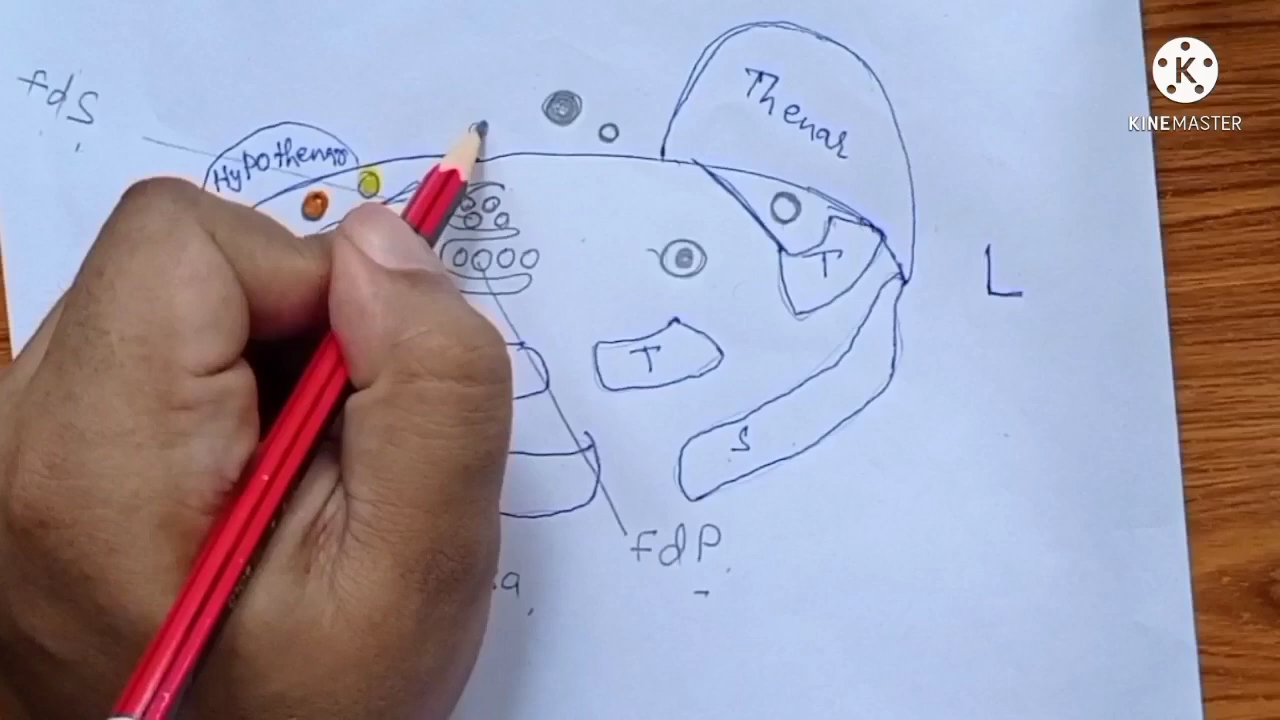 fds
Thenar
Hypothenar
T
L
T
S
fdP.
K
KINEMASTER